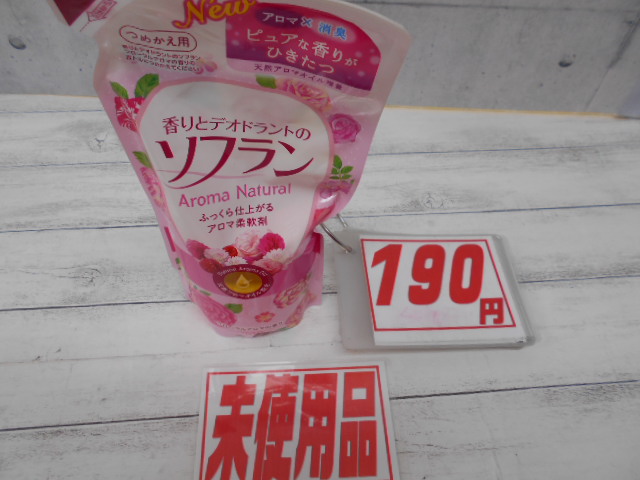 New
アロマ×消臭
ピュアな香りが
ひきたつ
つめかえ用
香りとデオドラントの
ソフラン
Aroma Natural
ふっくら仕上がる
アロマ柔軟剤
190円
未使用品